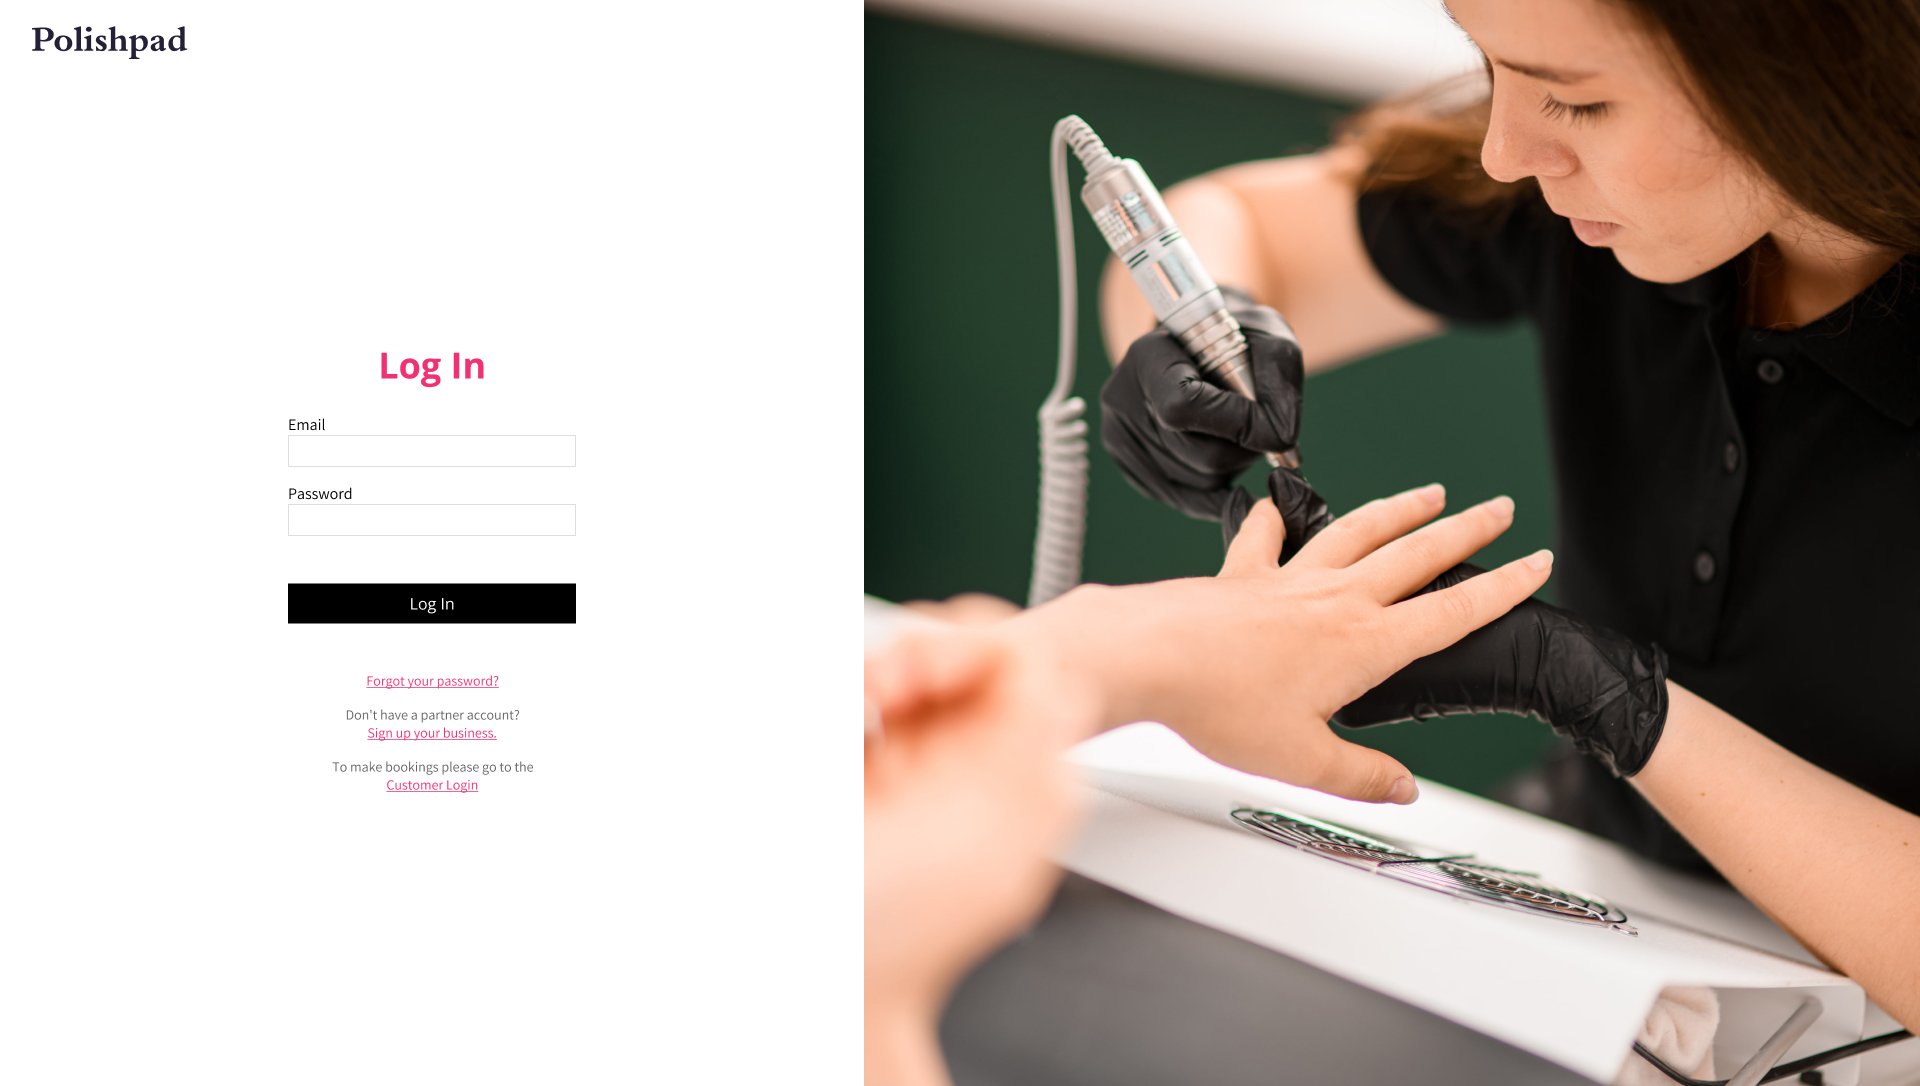 Polishpad
Log In
Email
Password
Log In
Forgot your password?
Don't have a partner account?
Sign up your business.
To make bookings please go to the
Customer Login